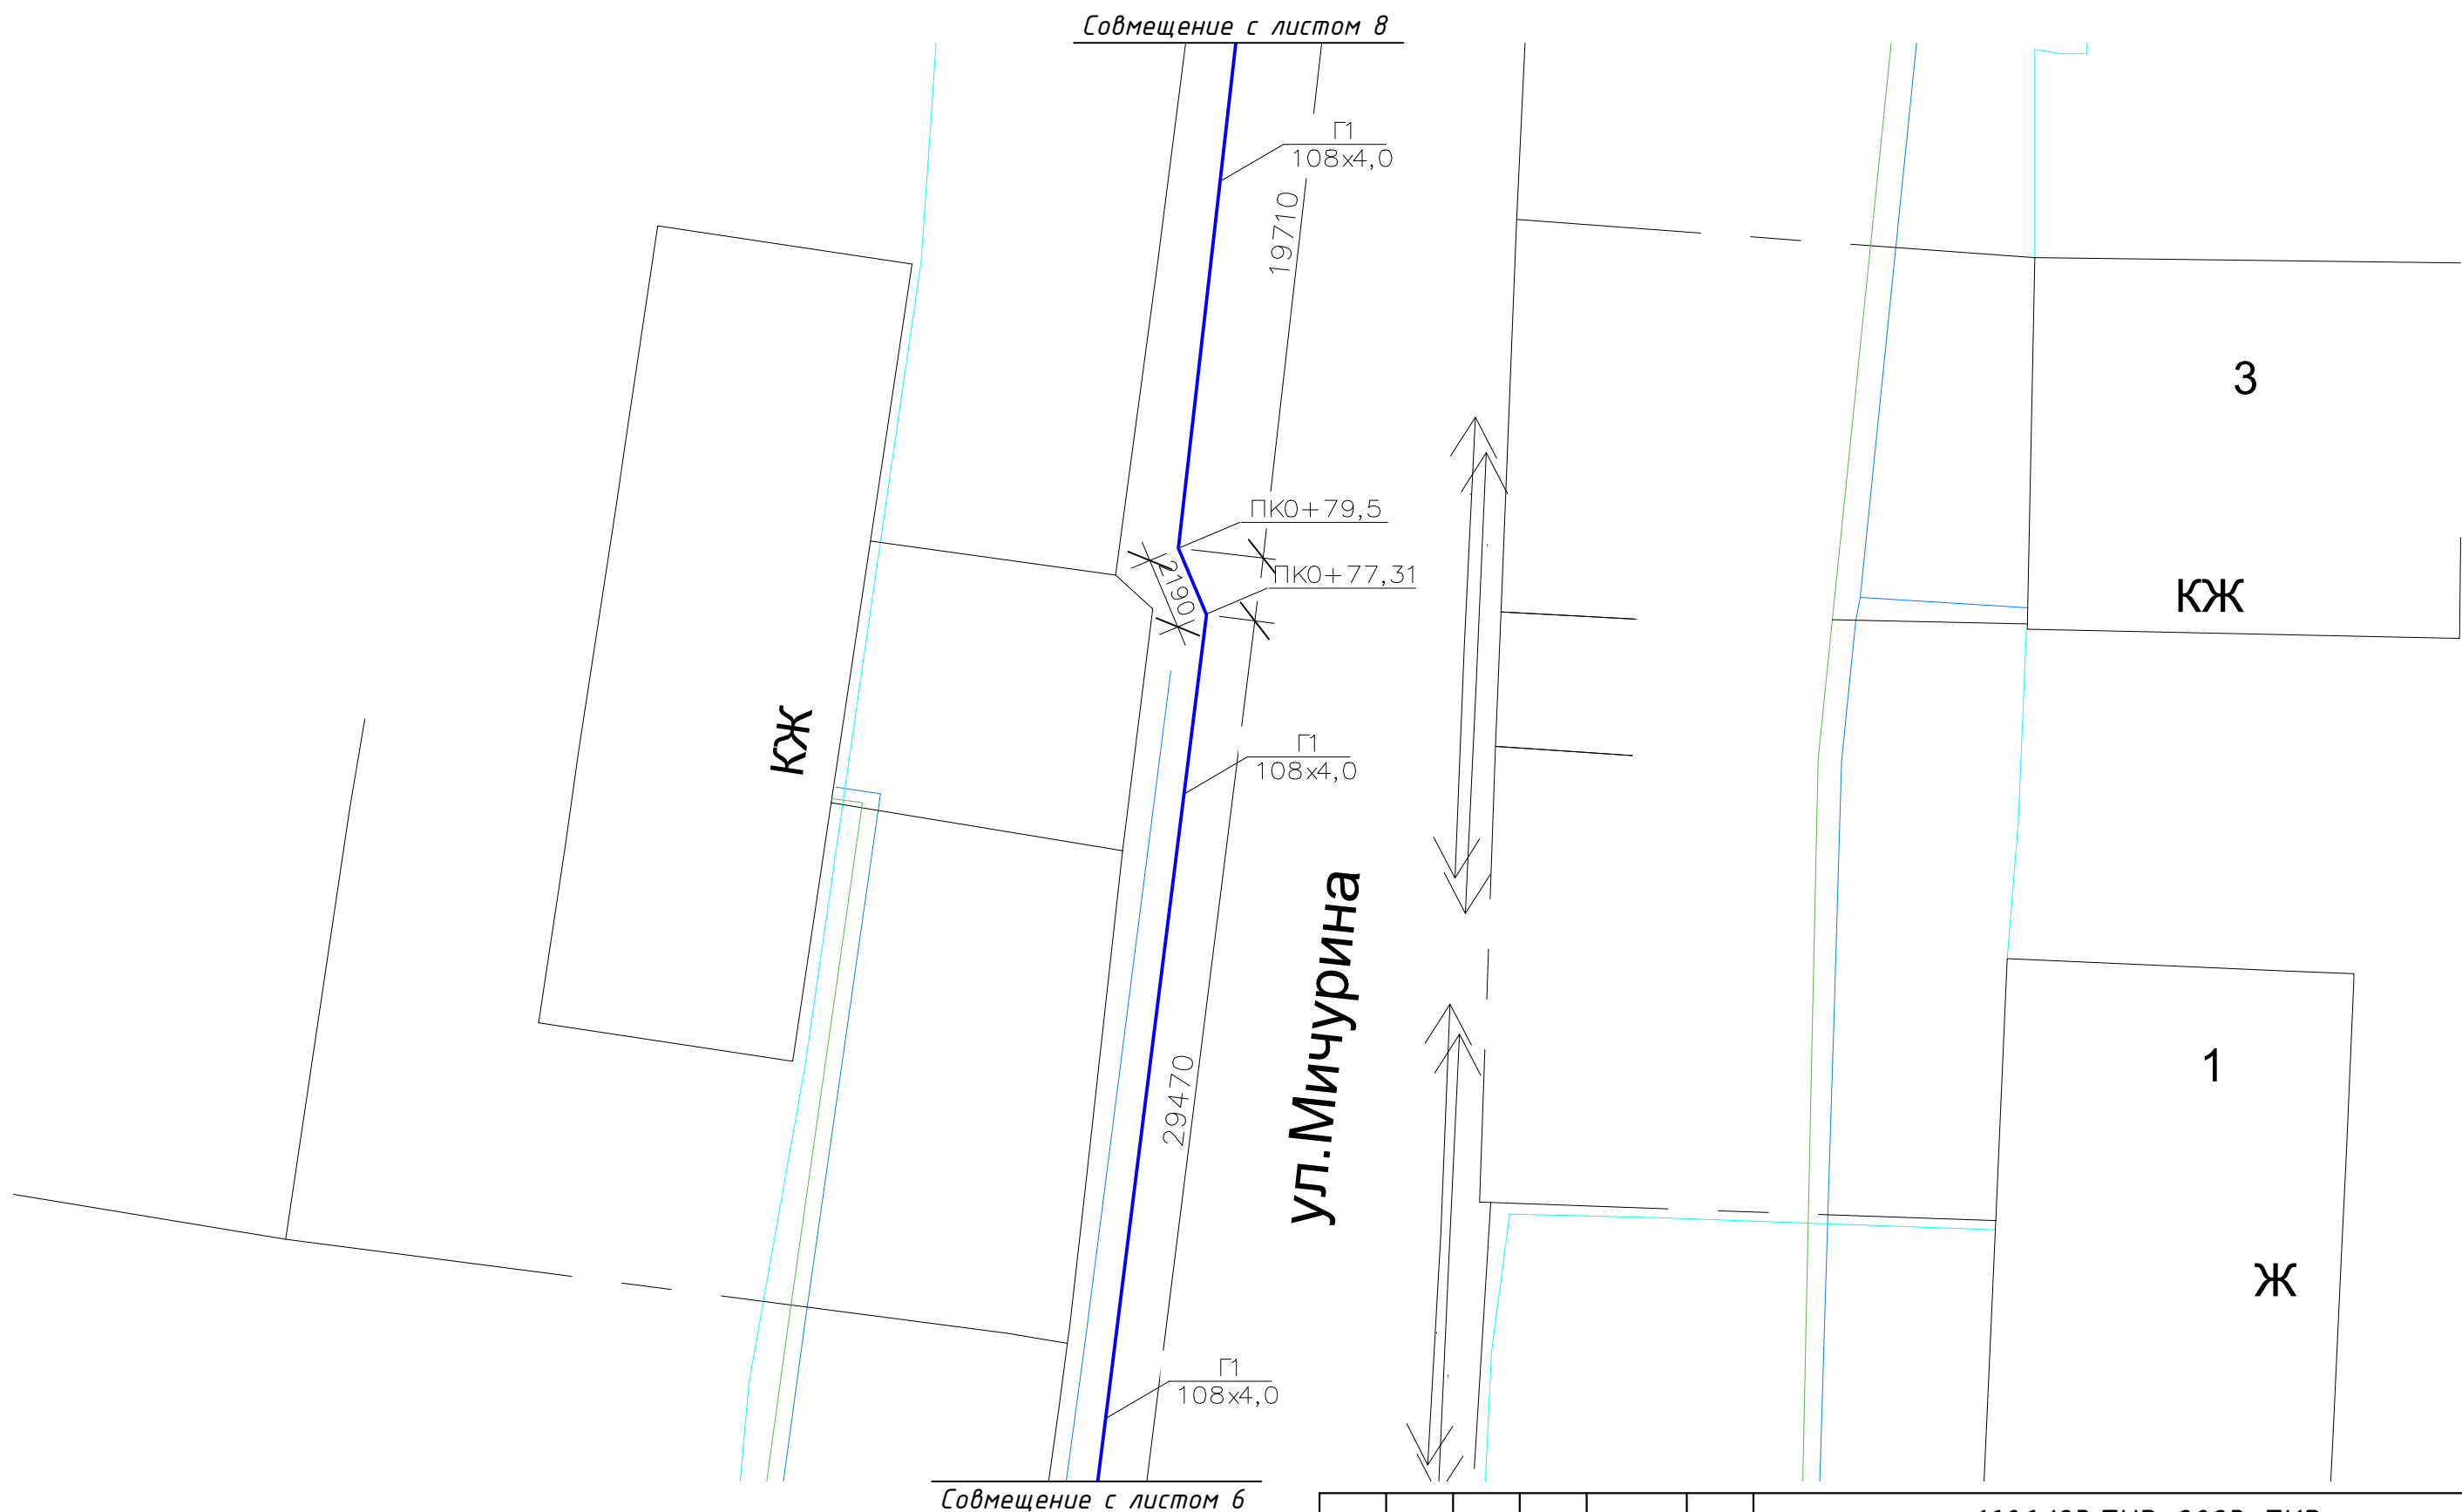 Совмещение с листом 8
Г1
108х4,0
19710
3
ПК0+79,5
2190
ПК0+77,31
КЖ
КЖ
Г1
108х4,0
ул.Мичурина
29470
1
Ж
Г1
108х4,0
Совмещение с листом 6